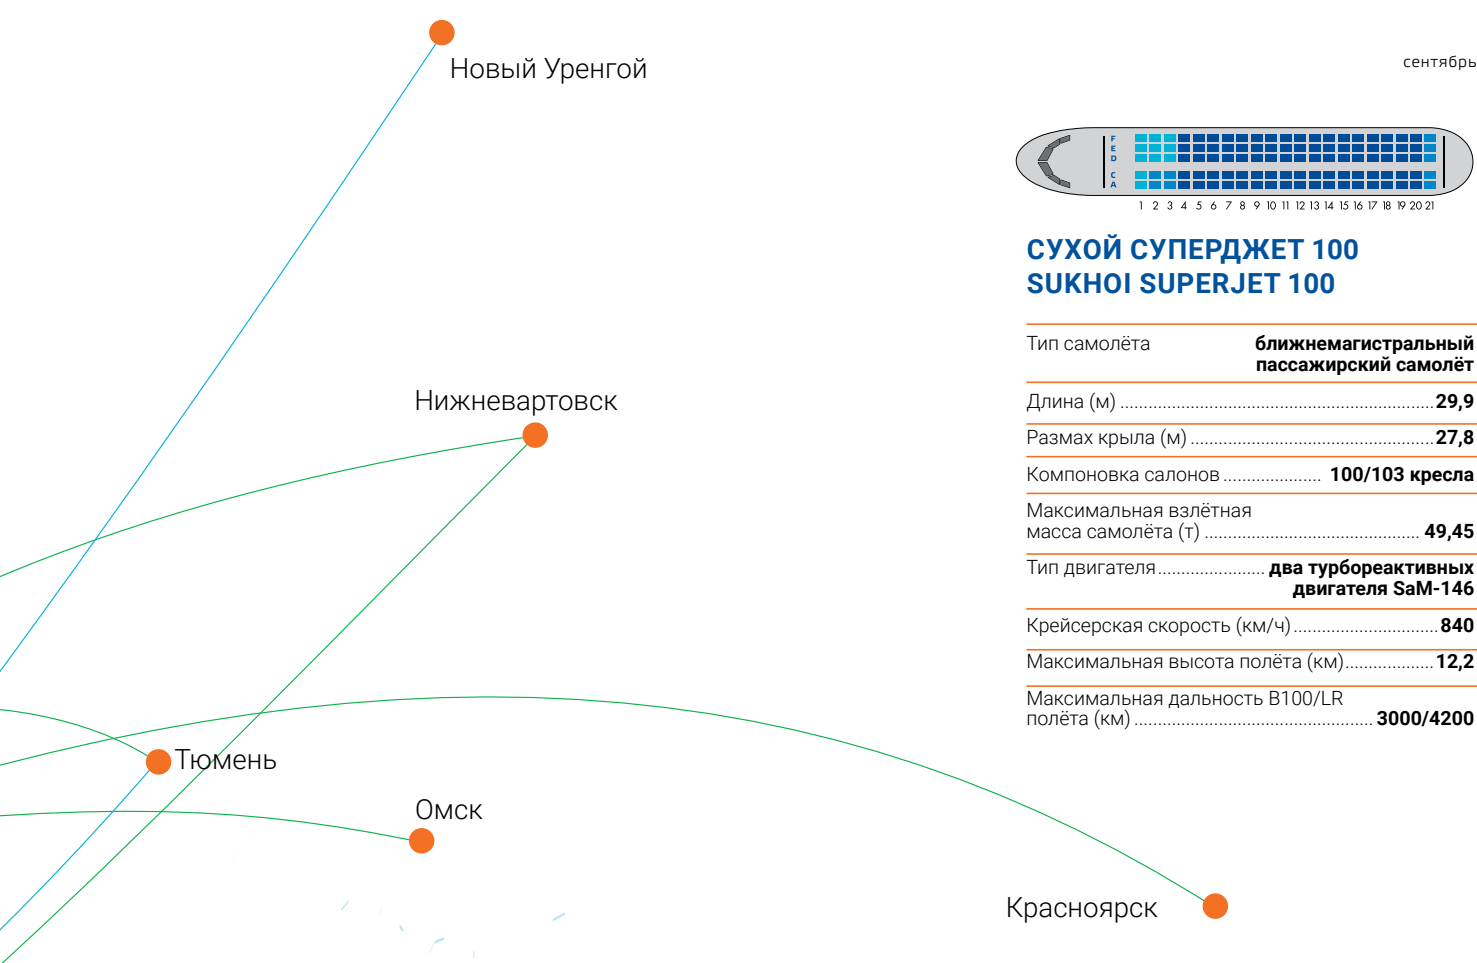 Новый Уренгой
сентябрь
F
E
D
C
A
1 2 3 4 5 6 7 8 9 10 11 12 13 14 15 16 17 18 19 20 21
СУХОЙ СУПЕРДЖЕТ 100
SUKHOI SUPERJET 100
Тип самолёта ближнемагистральный
пассажирский самолёт
Длина (м) 29,9
Размах крыла (м) 27,8
Компоновка салонов 100/103 кресла
Максимальная взлётная
масса самолёта (т) 49,45
Тип двигателя два турбореактивных
двигателя SaM-146
Крейсерская скорость (км/ч) 840
Максимальная высота полёта (км) 12,2
Максимальная дальность B100/LR
полёта (км) 3000/4200
Нижневартовск
Тюмень
Омск
Красноярск